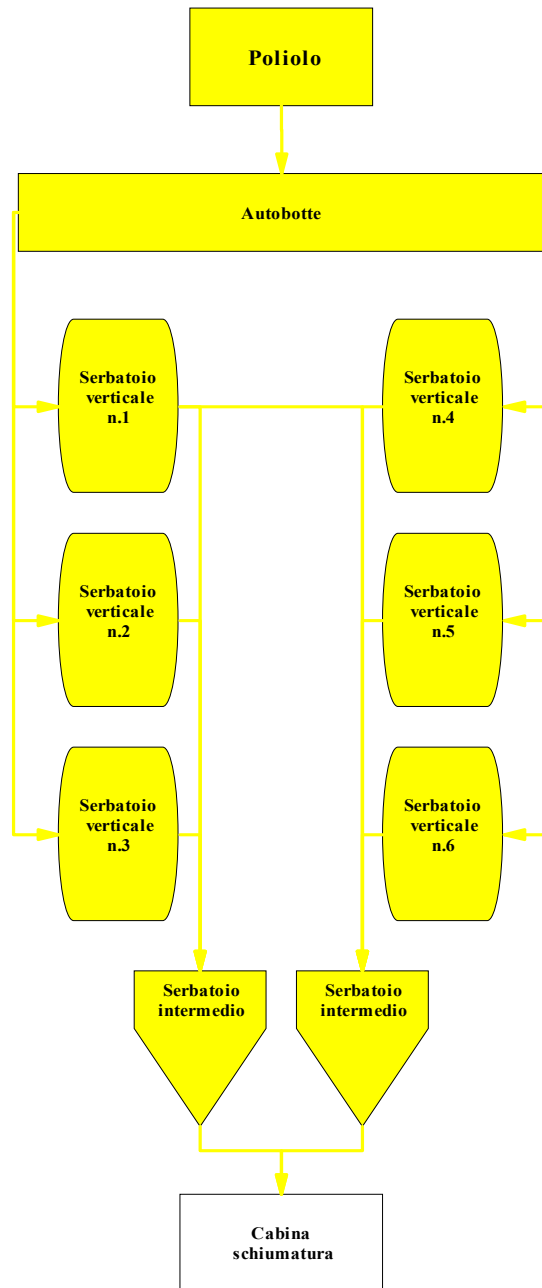 Poliolo
Autobotte
Serbatoio
verticale
n.1
Serbatoio
verticale
n.4
Serbatoio
verticale
n.2
Serbatoio
verticale
n.5
Serbatoio
verticale
n.3
Serbatoio
verticale
n.6
Serbatoio
intermedio
Serbatoio
intermedio
Cabina
schiumatura